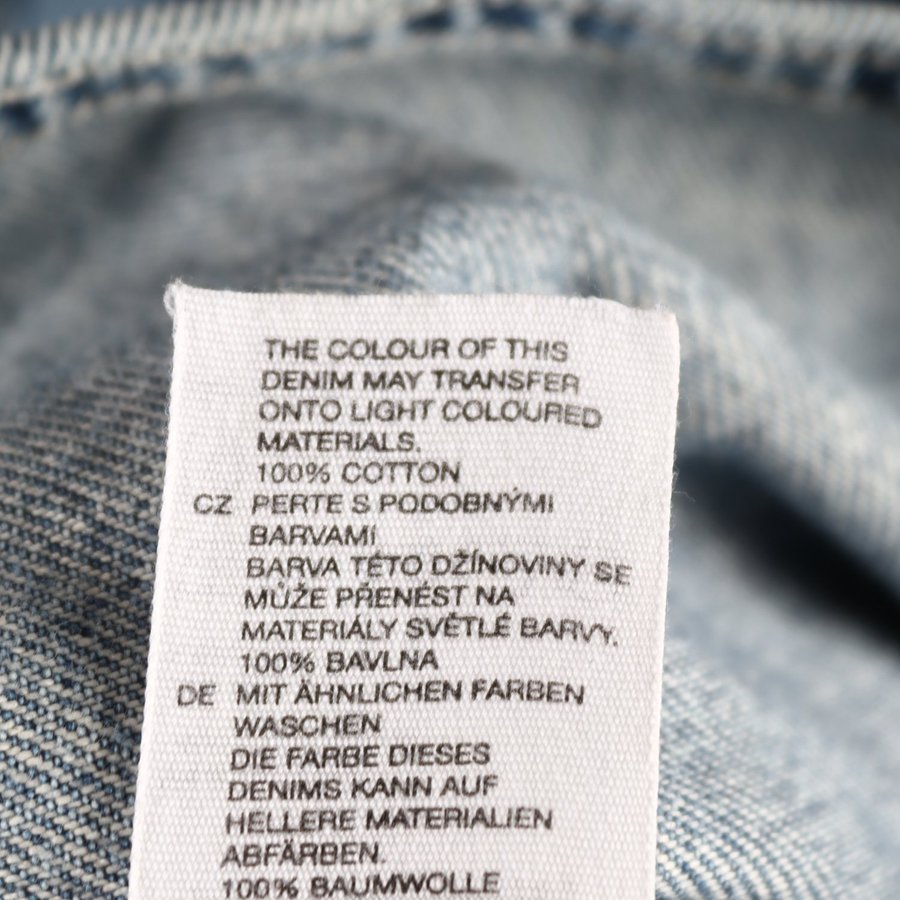 THE COLOUR OF THIS
DENIM MAY TRANSFER
ONTO LIGHT COLOURED
MATERIALS.
100% COTTON
CZ PERTE S PODOBNÝMI
BARVAMI
BARVA TÉTO DŽÍNOVINY SE
MŮŽE PŘENÉST NA
MATERIÁLY SVĚTLÉ BARVY.
100% BAVLNA
DE MIT ÄHNLICHEN FARBEN
WASCHEN
DIE FARBE DIESES
DENIMS KANN AUF
HELLERE MATERIALIEN
ABFÄRBEN.
100% BAUMWOLLE